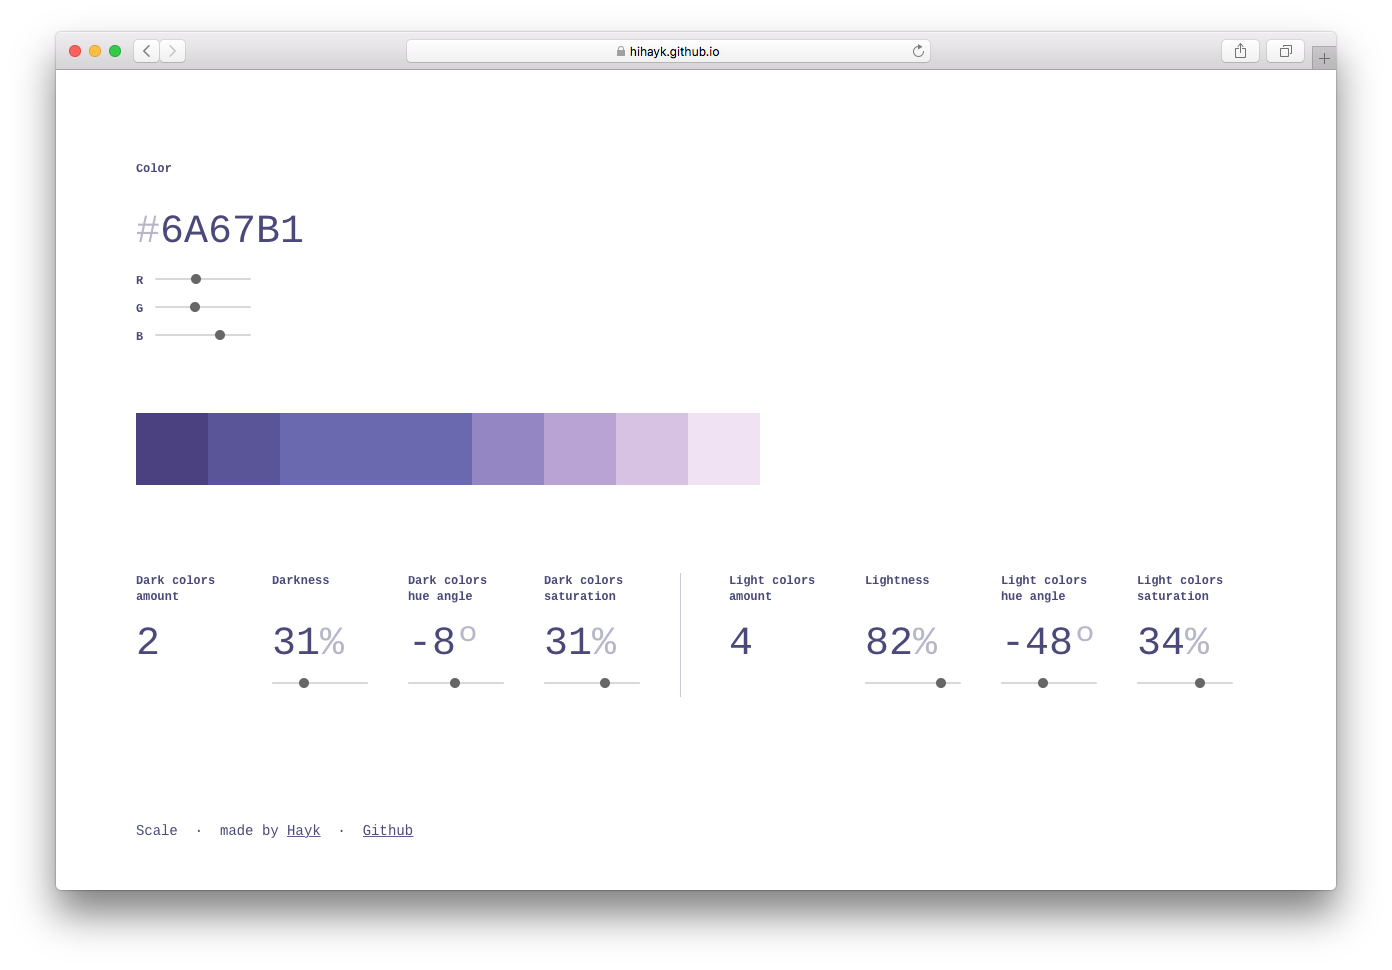 hihayk.github.io
Color
#6A67B1
R
G
B
Dark colors amount
Darkness
Dark colors hue angle
Dark colors saturation
Light colors amount
Lightness
Light colors hue angle
Light colors saturation
2
31%
-8º
31%
4
82%
-48º
34%
Scale · made by Hayk · Github